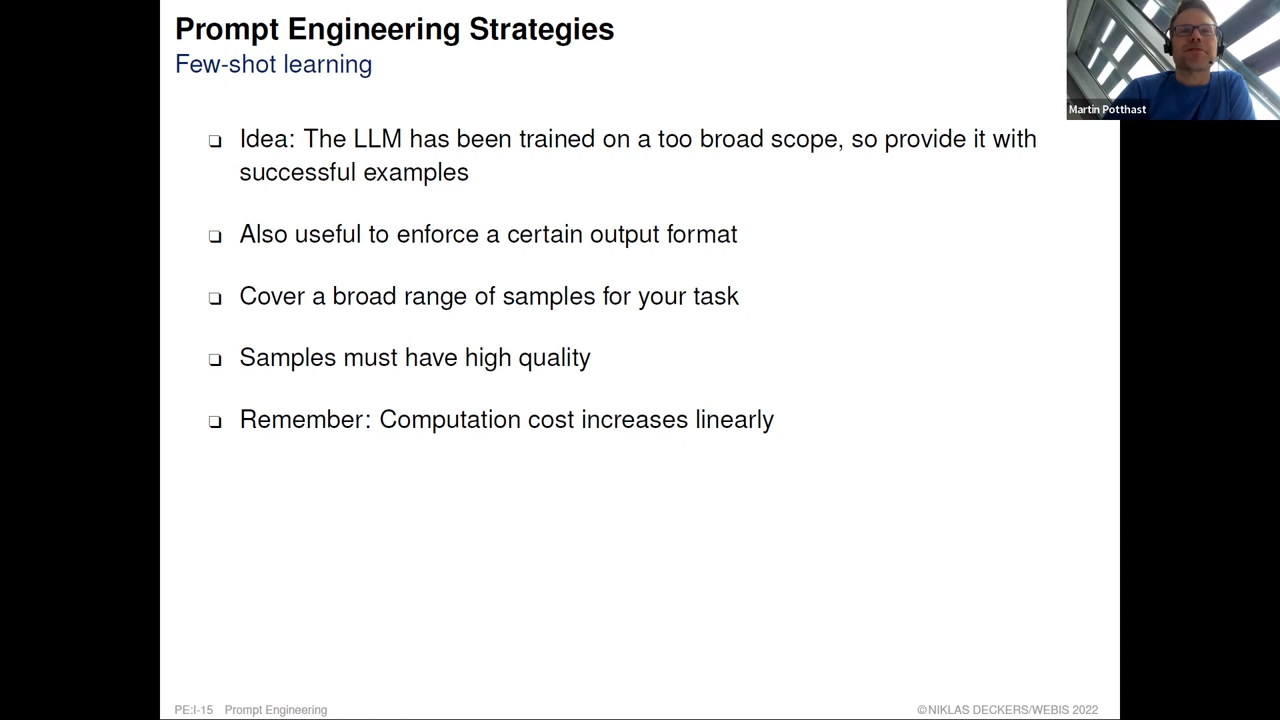 Prompt Engineering Strategies
Few-shot learning
Martin Potthast
❏ Idea: The LLM has been trained on a too broad scope, so provide it with
successful examples
❏ Also useful to enforce a certain output format
❏ Cover a broad range of samples for your task
❏ Samples must have high quality
❏ Remember: Computation cost increases linearly
PE:I-15 Prompt Engineering
©NIKLAS DECKERS/WEBIS 2022